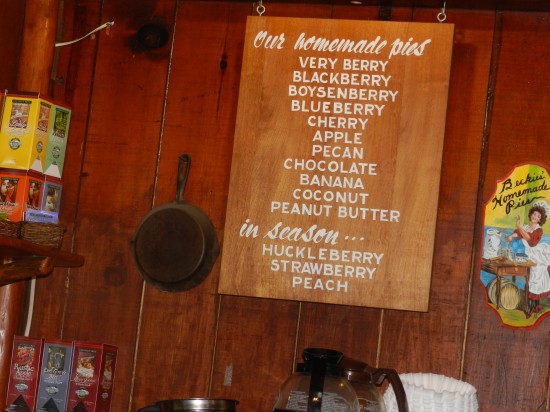 Our homemade pies
VERY BERRY
BLACKBERRY
BOYSENBERRY
BLUEBERRY
CHERRY
APPLE
PECAN
CHOCOLATE
BANANA
COCONUT
PEANUT BUTTER
in season...
HUCKLEBERRY
STRAWBERRY
PEACH
Homemade
Pies